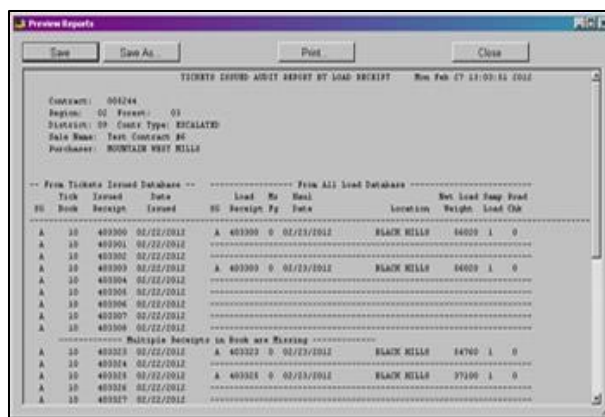 Preview Reports
Save Save As... Print... Close
TICKETS ISSUED AUDIT REPORT BY LOAD RECEIPT Mon Feb 27 13:03:51 2012
Contract: 008244
Region: 02 Forest: 03
District: 09 Contr Type: ESCALATED
Sale Name: Test Contract #6
Purchaser: MOUNTAIN WEST MILLS
-- From Tickets Issued Database -- ---------------- From All Load Database ----------------
Tick Issued Date Load Mo Haul Net Load Samp Road
SG Book Receipt Issued SG Receipt Pg Date Location Weight Load Chk
A 10 403300 02/22/2012 A 403300 0 02/23/2012 BLACK HILLS 56020 1 0
A 10 403301 02/22/2012
A 10 403302 02/22/2012
A 10 403303 02/22/2012 A 403303 0 02/23/2012 BLACK HILLS 56020 1 0
A 10 403304 02/22/2012
A 10 403305 02/22/2012
A 10 403306 02/22/2012
A 10 403307 02/22/2012
A 10 403308 02/22/2012
------------ Multiple Receipts in Book are Missing ------------
A 10 403323 02/22/2012 A 403323 0 02/23/2012 BLACK HILLS 54760 1 0
A 10 403324 02/22/2012
A 10 403325 02/22/2012 A 403325 0 02/23/2012 BLACK HILLS 37100 1 0
A 10 403326 02/22/2012
A 10 403327 02/22/2012